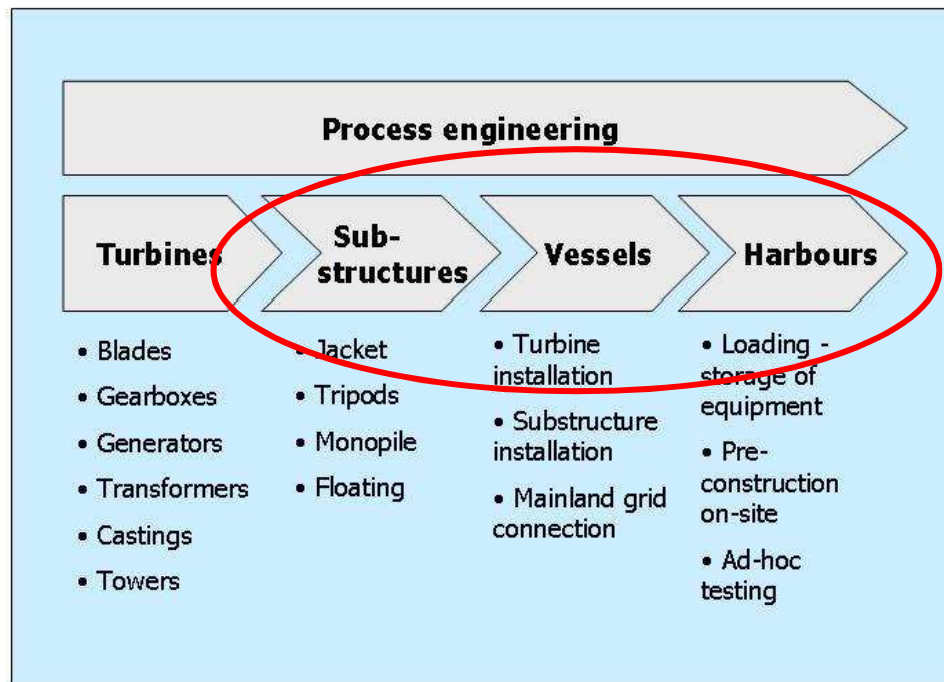 Process engineering
Turbines
Sub-
structures
Vessels
Harbours
• Blades
• Gearboxes
• Generators
• Transformers
• Castings
• Towers
• Jacket
• Tripods
• Monopile
• Floating
• Turbine
installation
• Substructure
installation
• Mainland grid
connection
• Loading -
storage of
equipment
• Pre-
construction
on-site
• Ad-hoc
testing